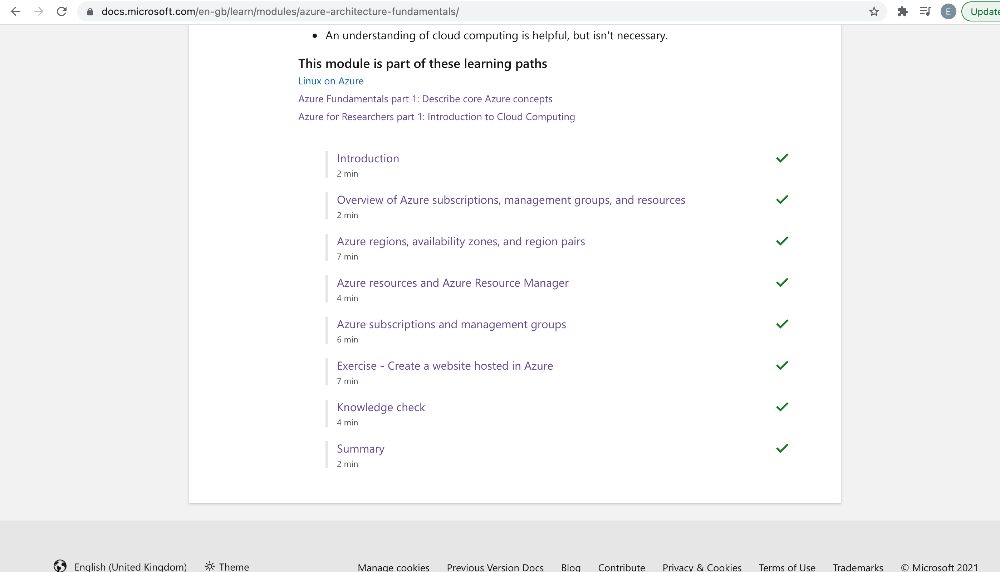 docs.microsoft.com/en-gb/learn/modules/azure-architecture-fundamentals/
E
Update
An understanding of cloud computing is helpful, but isn't necessary.
This module is part of these learning paths
Linux on Azure
Azure Fundamentals part 1: Describe core Azure concepts
Azure for Researchers part 1: Introduction to Cloud Computing
Introduction
2 min
Overview of Azure subscriptions, management groups, and resources
2 min
Azure regions, availability zones, and region pairs
7 min
Azure resources and Azure Resource Manager
4 min
Azure subscriptions and management groups
6 min
Exercise - Create a website hosted in Azure
7 min
Knowledge check
4 min
Summary
2 min
English (United Kingdom) Theme Manage cookies Previous Version Docs Blog Contribute Privacy & Cookies Terms of Use Trademarks © Microsoft 2021